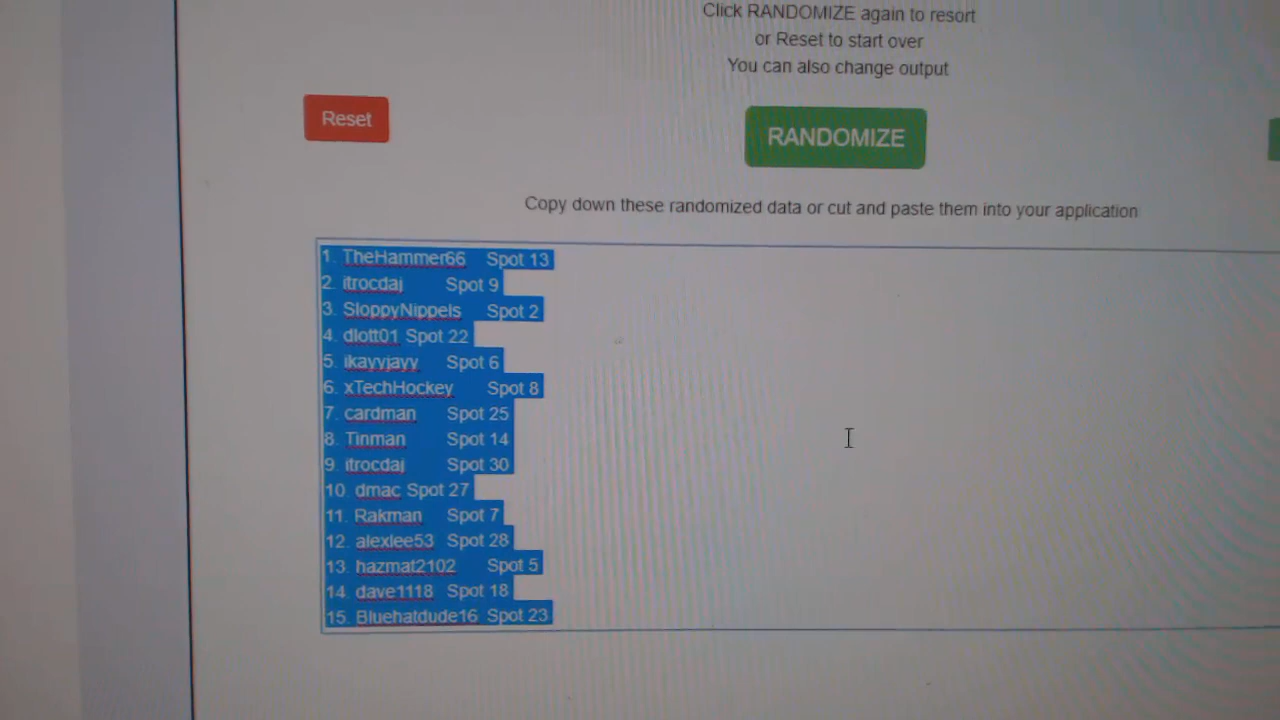 Click RANDOMIZE again to resort
or Reset to start over
You can also change output
Reset
RANDOMIZE
Copy down these randomized data or cut and paste them into your application
1. TheHammer66 Spot 13
2. itrocdaj Spot 9
3. SloppyNippels Spot 2
4. dlott01 Spot 22
5. ikayyjayy Spot 6
6. xTechHockey Spot 8
7. cardman Spot 25
8. Tinman Spot 14
9. itrocdaj Spot 30
10. dmac Spot 27
11. Rakman Spot 7
12. alexlee53 Spot 28
13. hazmat2102 Spot 5
14. dave1118 Spot 18
15. Bluehatdude16 Spot 23